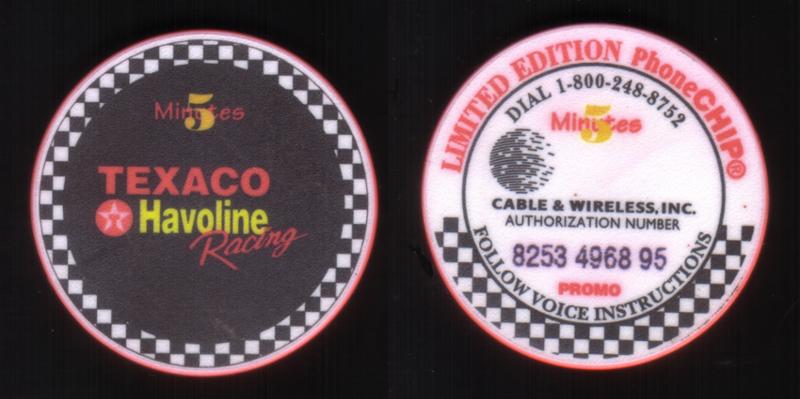 5
Minutes
TEXACO
Havoline
Racing
LIMITED EDITION PhoneCHIP®
DIAL 1-800-248-8752
5
Minutes
CABLE & WIRELESS, INC.
AUTHORIZATION NUMBER
8253 4968 95
PROMO
FOLLOW VOICE INSTRUCTIONS